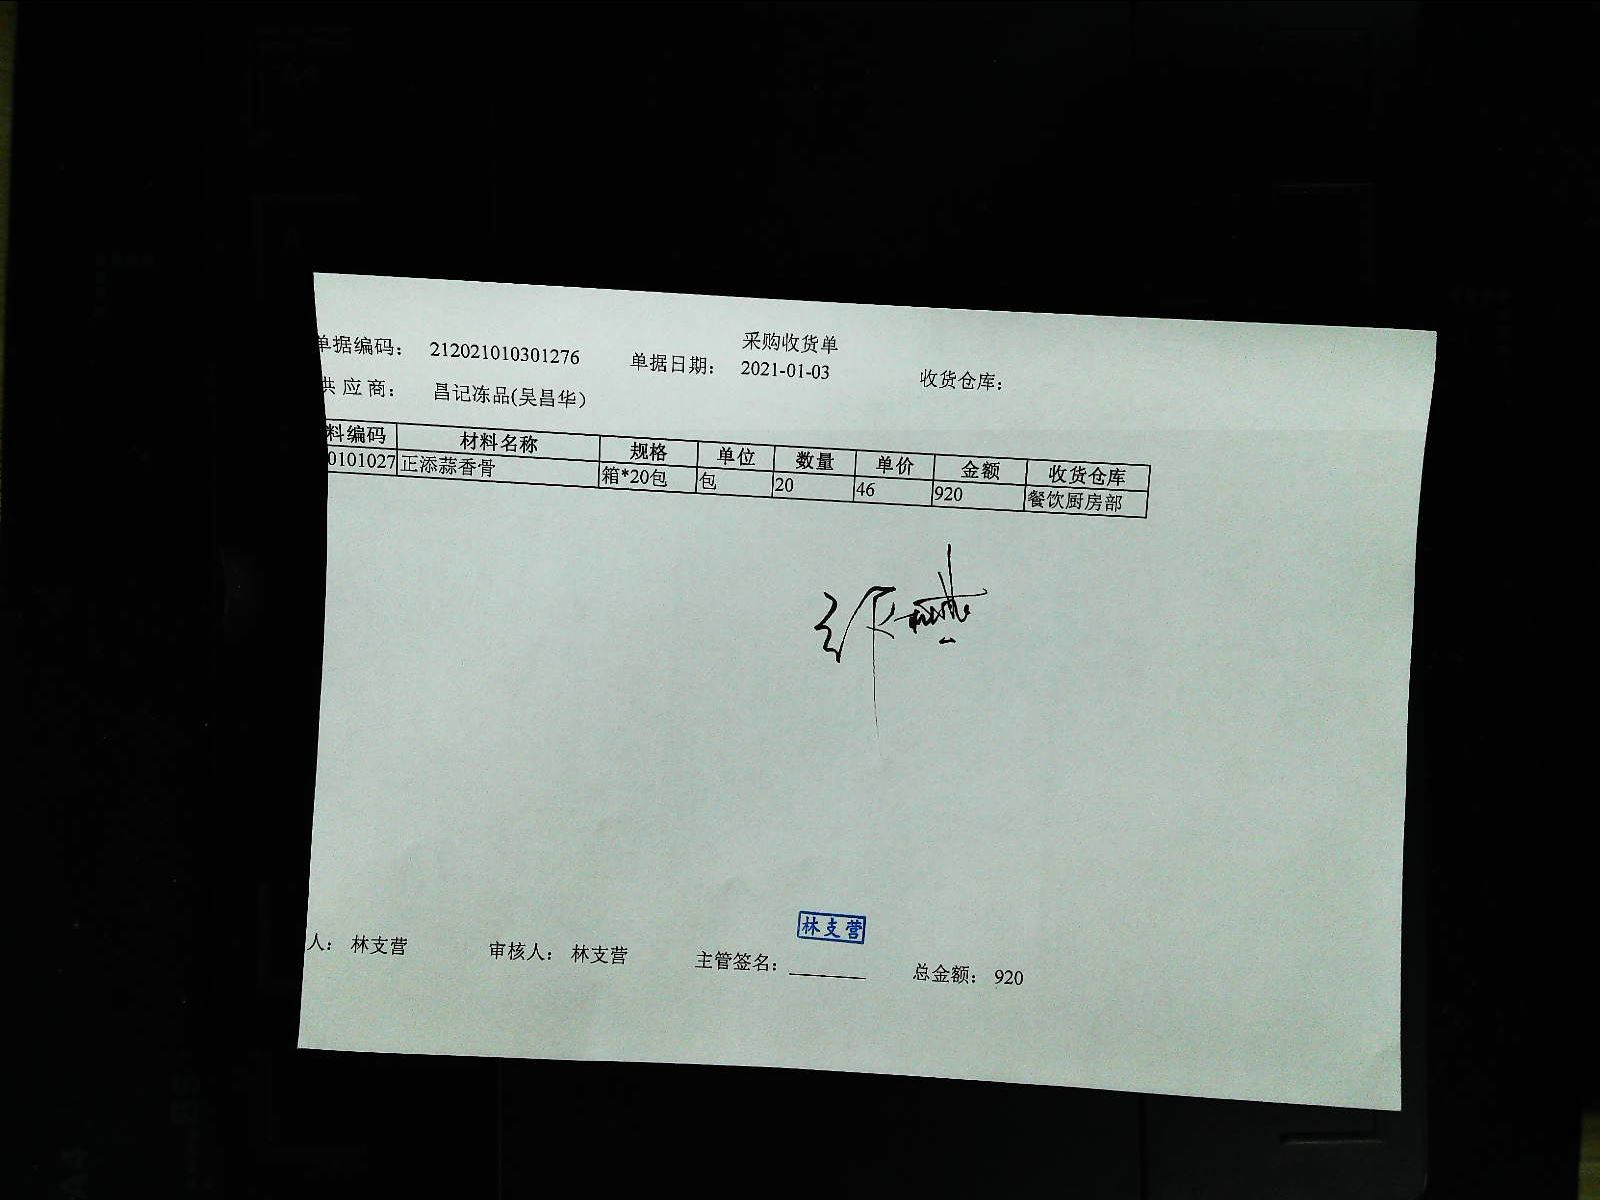 采购收货单
单据编码： 212021010301276 单据日期： 2021-01-03 收货仓库：
供 应 商： 昌记冻品(吴昌华）
料编码 材料名称 规格 单位 数量 单价 金额 收货仓库
0101027 正添蒜香骨 箱*20包 包 20 46 920 餐饮厨房部
林支营
人： 林支营 审核人： 林支营 主管签名： 总金额： 920